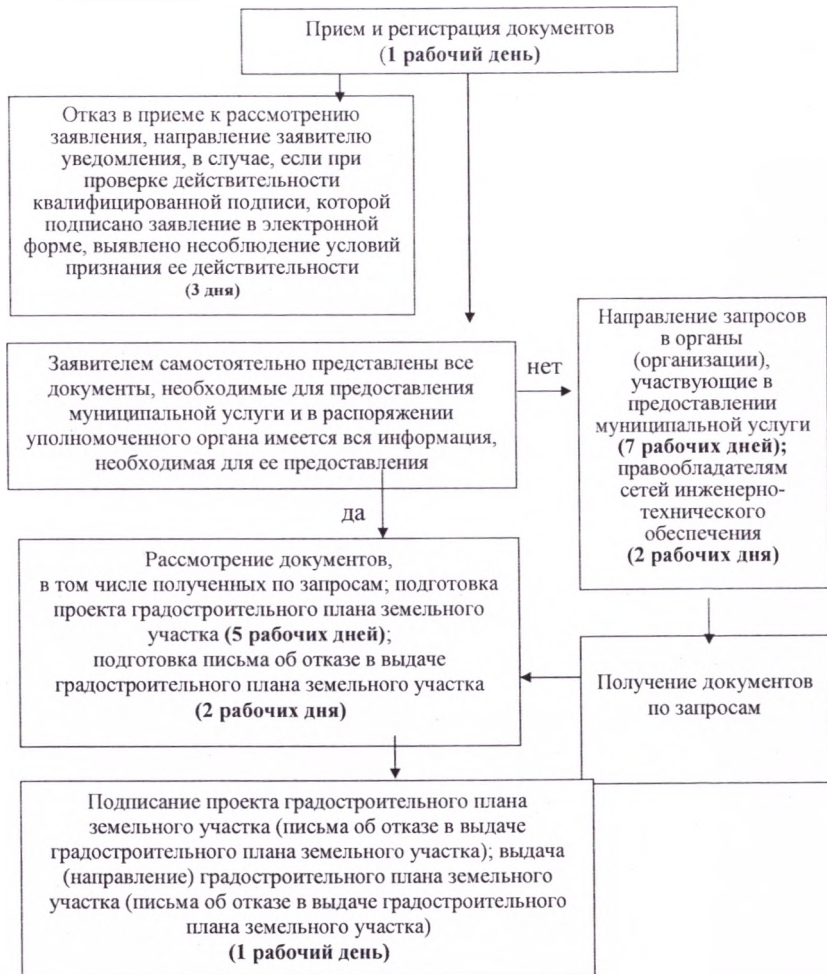 Прием и регистрация документов
(1 рабочий день)
Отказ в приеме к рассмотрению
заявления, направление заявителю
уведомления, в случае, если при
проверке действительности
квалифицированной подписи, которой
подписано заявление в электронной
форме, выявлено несоблюдение условий
признания ее действительности
(3 дня)
Заявителем самостоятельно представлены все
документы, необходимые для предоставления
муниципальной услуги и в распоряжении
уполномоченного органа имеется вся информация,
необходимая для ее предоставления
нет
Направление запросов
в органы
(организации),
участвующие в
предоставлении
муниципальной услуги
(7 рабочих дней);
правообладателям
сетей инженерно-
технического
обеспечения
(2 рабочих дня)
да
Рассмотрение документов,
в том числе полученных по запросам; подготовка
проекта градостроительного плана земельного
участка (5 рабочих дней);
подготовка письма об отказе в выдаче
градостроительного плана земельного участка
(2 рабочих дня)
Получение документов
по запросам
Подписание проекта градостроительного плана
земельного участка (письма об отказе в выдаче
градостроительного плана земельного участка); выдача
(направление) градостроительного плана земельного
участка (письма об отказе в выдаче градостроительного
плана земельного участка)
(1 рабочий день)